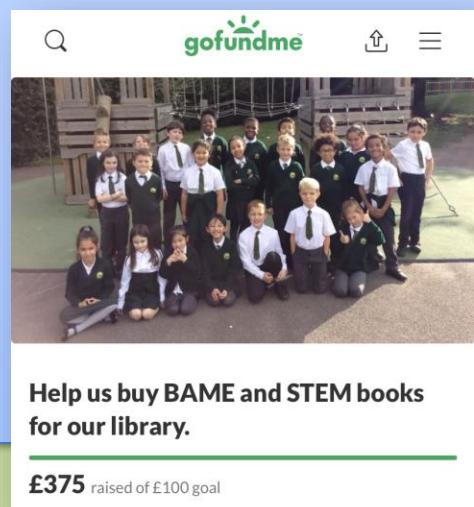 gofundme
Help us buy BAME and STEM books
for our library.
£375 raised of £100 goal